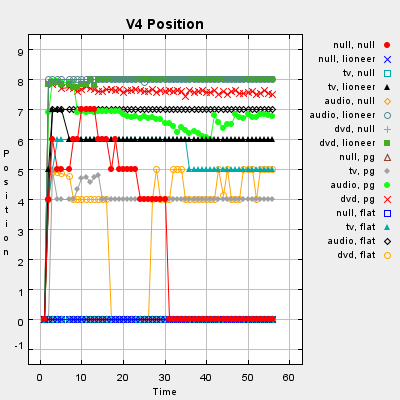 V4 Position
9
8
7
6
5
4
3
2
1
0
-1
Position
0
10
20
30
40
50
60
Time
null, null
null, lioneer
tv, null
tv, lioneer
audio, null
audio, lioneer
dvd, null
dvd, lioneer
null, pg
tv, pg
audio, pg
dvd, pg
null, flat
tv, flat
audio, flat
dvd, flat